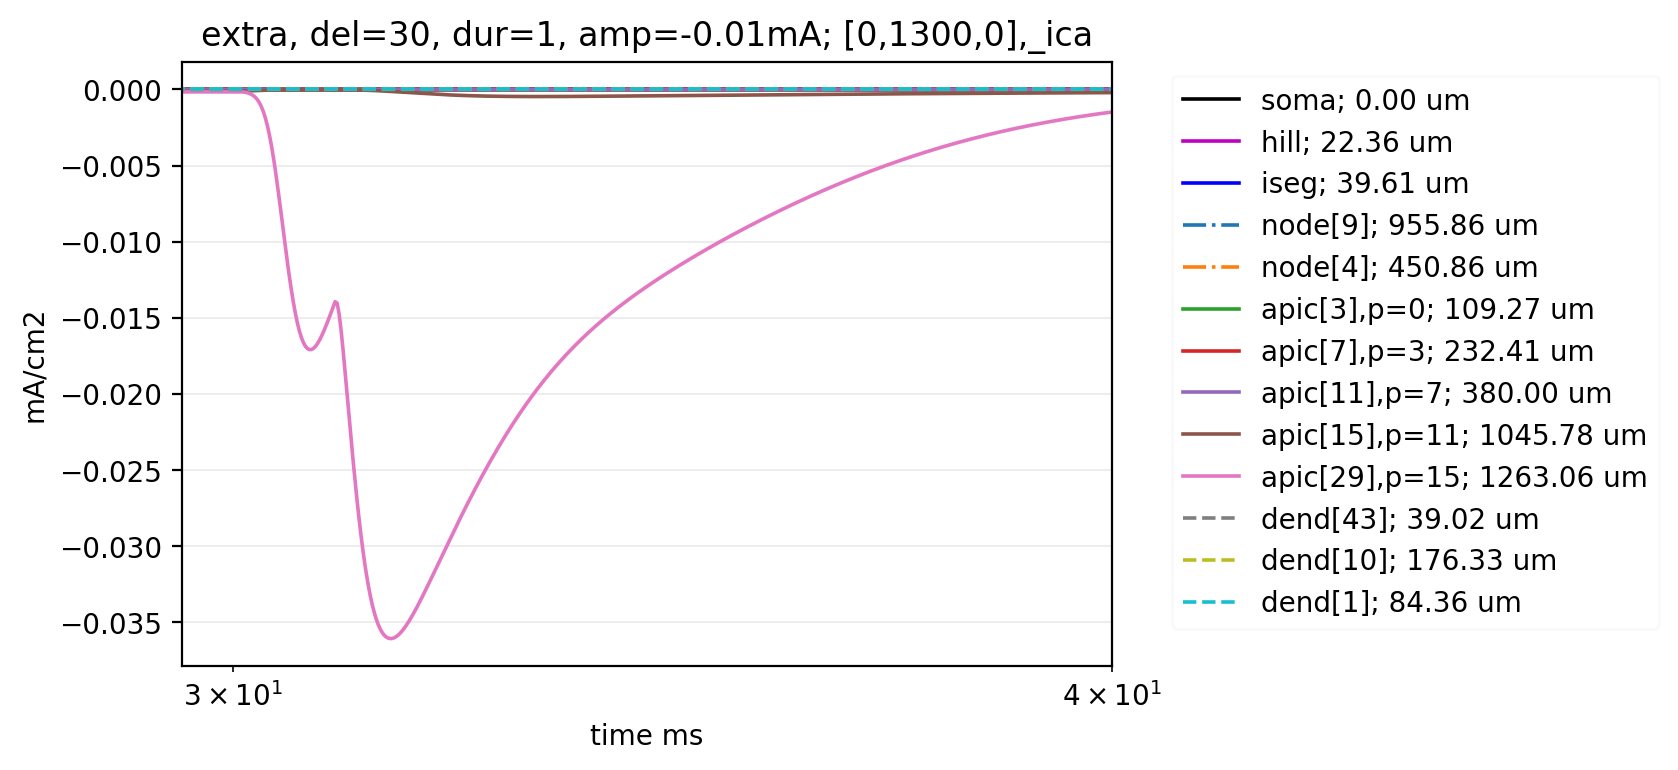 extra, del=30, dur=1, amp=-0.01mA; [0,1300,0],_ica
mA/cm2
0.000
−0.005
−0.010
−0.015
−0.020
−0.025
−0.030
−0.035
3 × 10¹
4 × 10¹
time ms
soma; 0.00 um
hill; 22.36 um
iseg; 39.61 um
node[9]; 955.86 um
node[4]; 450.86 um
apic[3],p=0; 109.27 um
apic[7],p=3; 232.41 um
apic[11],p=7; 380.00 um
apic[15],p=11; 1045.78 um
apic[29],p=15; 1263.06 um
dend[43]; 39.02 um
dend[10]; 176.33 um
dend[1]; 84.36 um